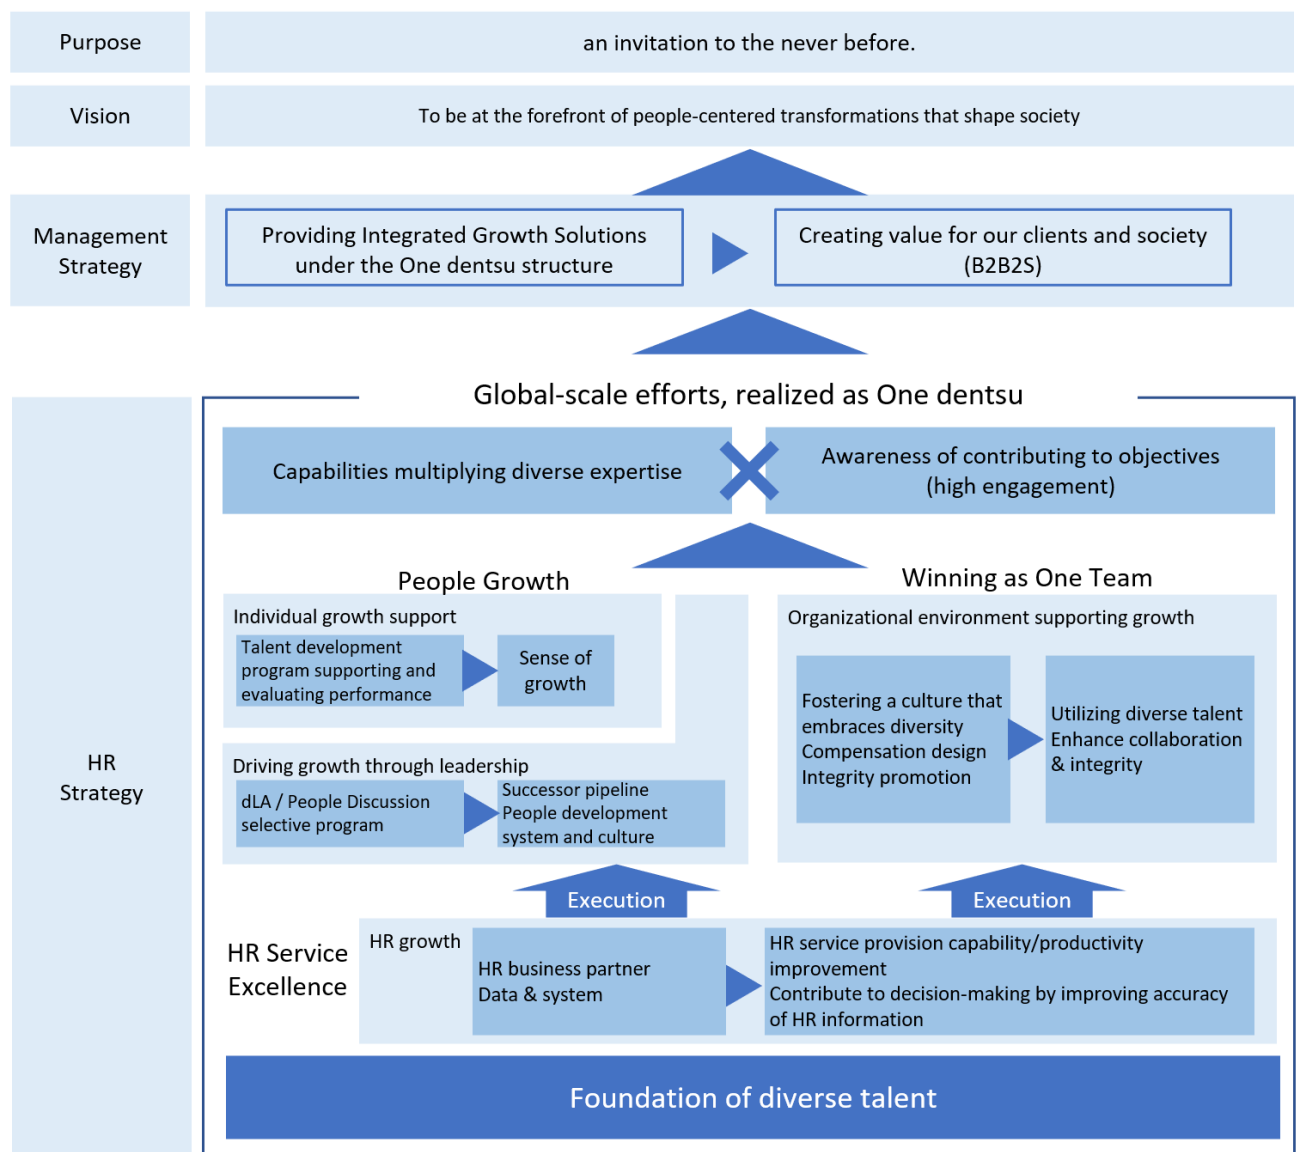 Purpose
an invitation to the never before.
Vision
To be at the forefront of people-centered transformations that shape society
Management
Strategy
Providing Integrated Growth Solutions
under the One dentsu structure
Creating value for our clients and society
(B2B2S)
HR
Strategy
Global-scale efforts, realized as One dentsu
Capabilities multiplying diverse expertise
Awareness of contributing to objectives
(high engagement)
People Growth
Individual growth support
Talent development
program supporting and
evaluating performance
Sense of
growth
Driving growth through leadership
dLA / People Discussion
selective program
Successor pipeline
People development
system and culture
Winning as One Team
Organizational environment supporting growth
Fostering a culture that
embraces diversity
Compensation design
Integrity promotion
Utilizing diverse talent
Enhance collaboration
& integrity
Execution
Execution
HR Service
Excellence
HR growth
HR business partner
Data & system
HR service provision capability/productivity
improvement
Contribute to decision-making by improving accuracy
of HR information
Foundation of diverse talent